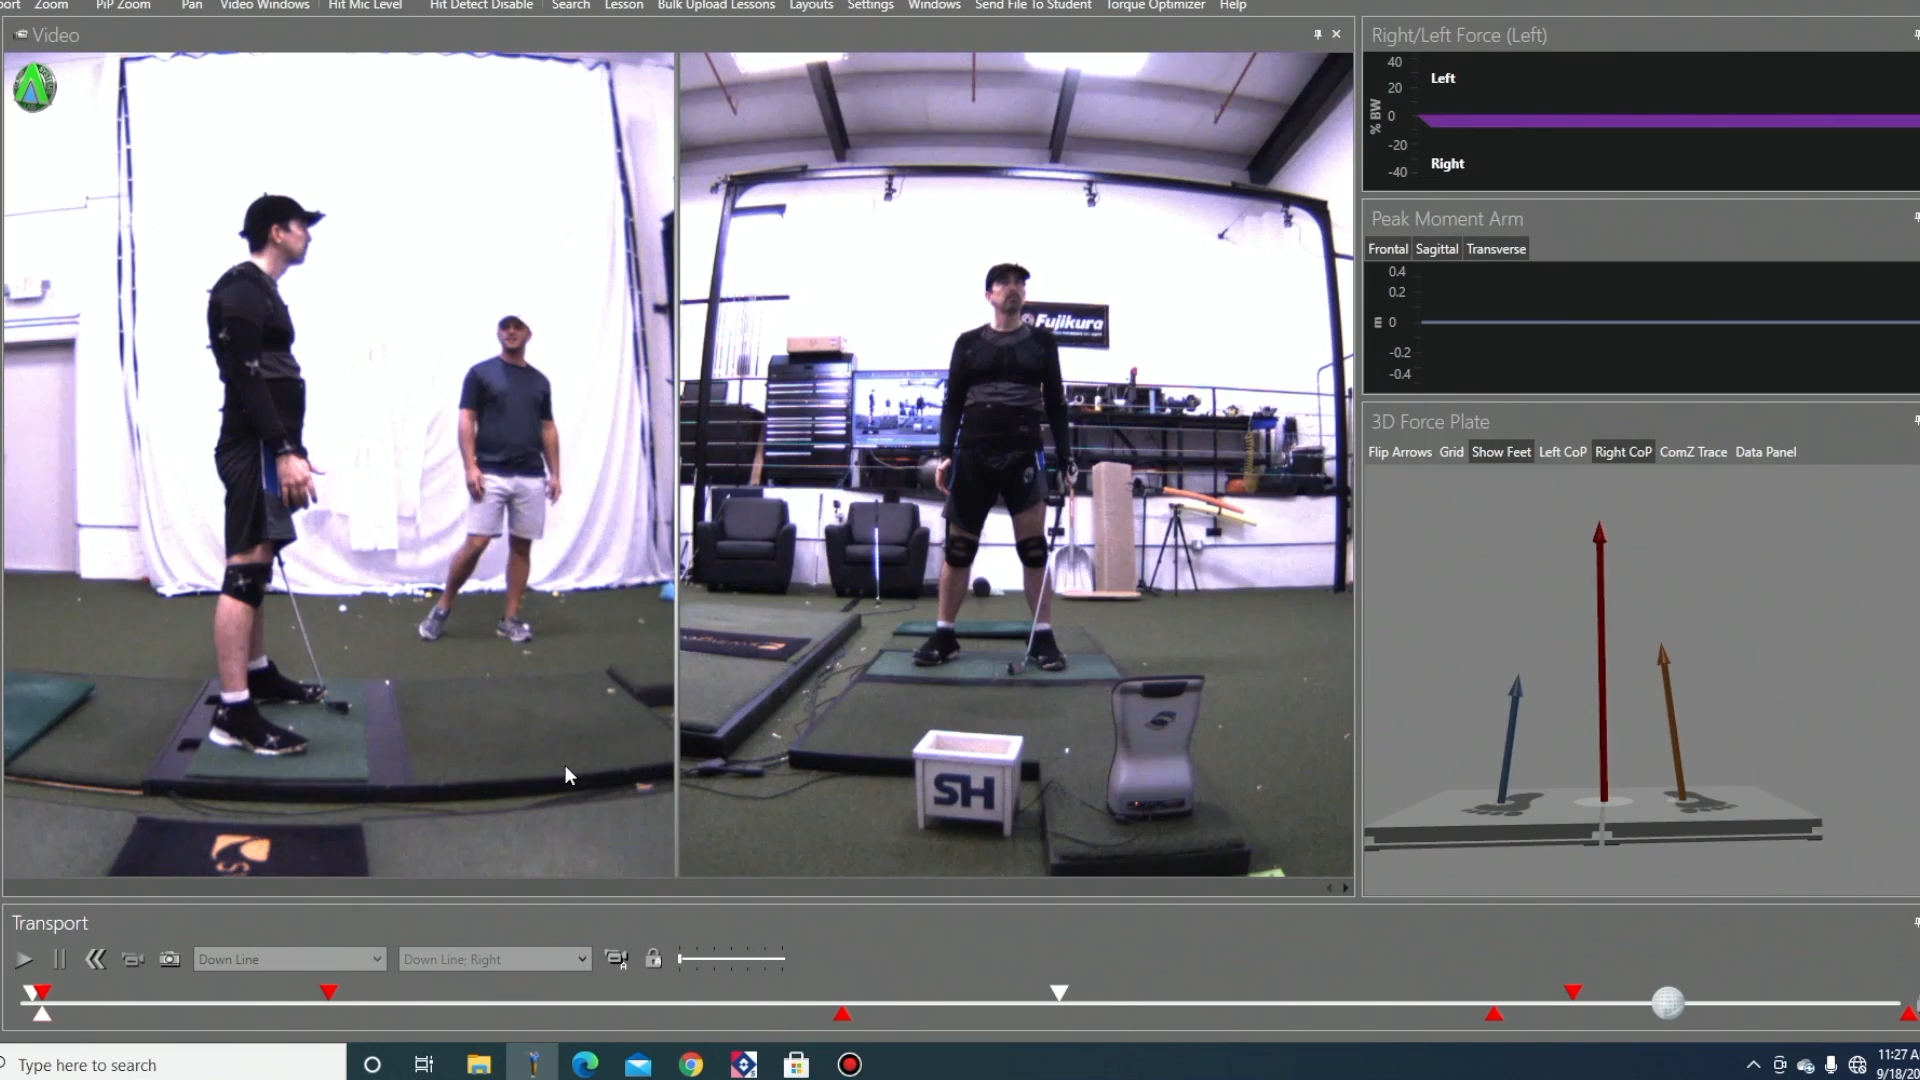 port Zoom PiP Zoom Pan Video Windows Hit Mic Level Hit Detect Disable Search Lesson Bulk Upload Lessons Layouts Settings Windows Send File To Student Torque Optimizer Help
Video
Fujikura
SH
Right/Left Force (Left)
40
Left
20
0
-20
Right
-40
% BW
Peak Moment Arm
Frontal Sagittal Transverse
0.4
0.2
m 0
-0.2
-0.4
3D Force Plate
Flip Arrows Grid Show Feet Left CoP Right CoP ComZ Trace Data Panel
Transport
Down Line
Down Line; Right
A
Type here to search
11:27 A
9/18/20